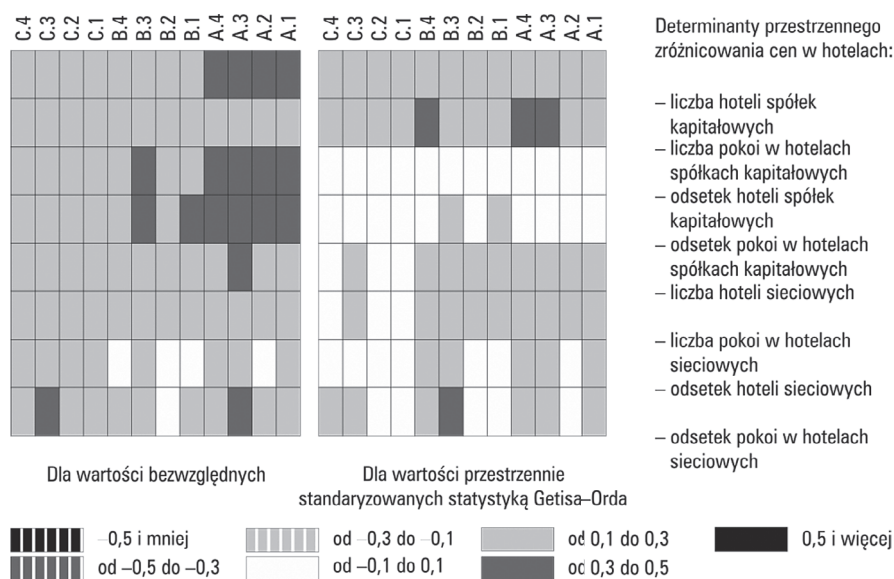 C.4 C.3 C.2 C.1 B.4 B.3 B.2 B.1 A.4 A.3 A.2 A.1
C.4 C.3 C.2 C.1 B.4 B.3 B.2 B.1 A.4 A.3 A.2 A.1
Determinanty przestrzennego
zróżnicowania cen w hotelach:
– liczba hoteli spółek
kapitałowych
– liczba pokoi w hotelach
spółkach kapitałowych
– odsetek hoteli spółek
kapitałowych
– odsetek pokoi w hotelach
spółkach kapitałowych
– liczba hoteli sieciowych
– liczba pokoi w hotelach
sieciowych
– odsetek hoteli sieciowych
– odsetek pokoi w hotelach
sieciowych
Dla wartości bezwzględnych
Dla wartości przestrzennie
standaryzowanych statystyką Getisa–Orda
–0,5 i mniej
od –0,3 do –0,1
od 0,1 do 0,3
0,5 i więcej
od –0,5 do –0,3
od –0,1 do 0,1
od 0,3 do 0,5